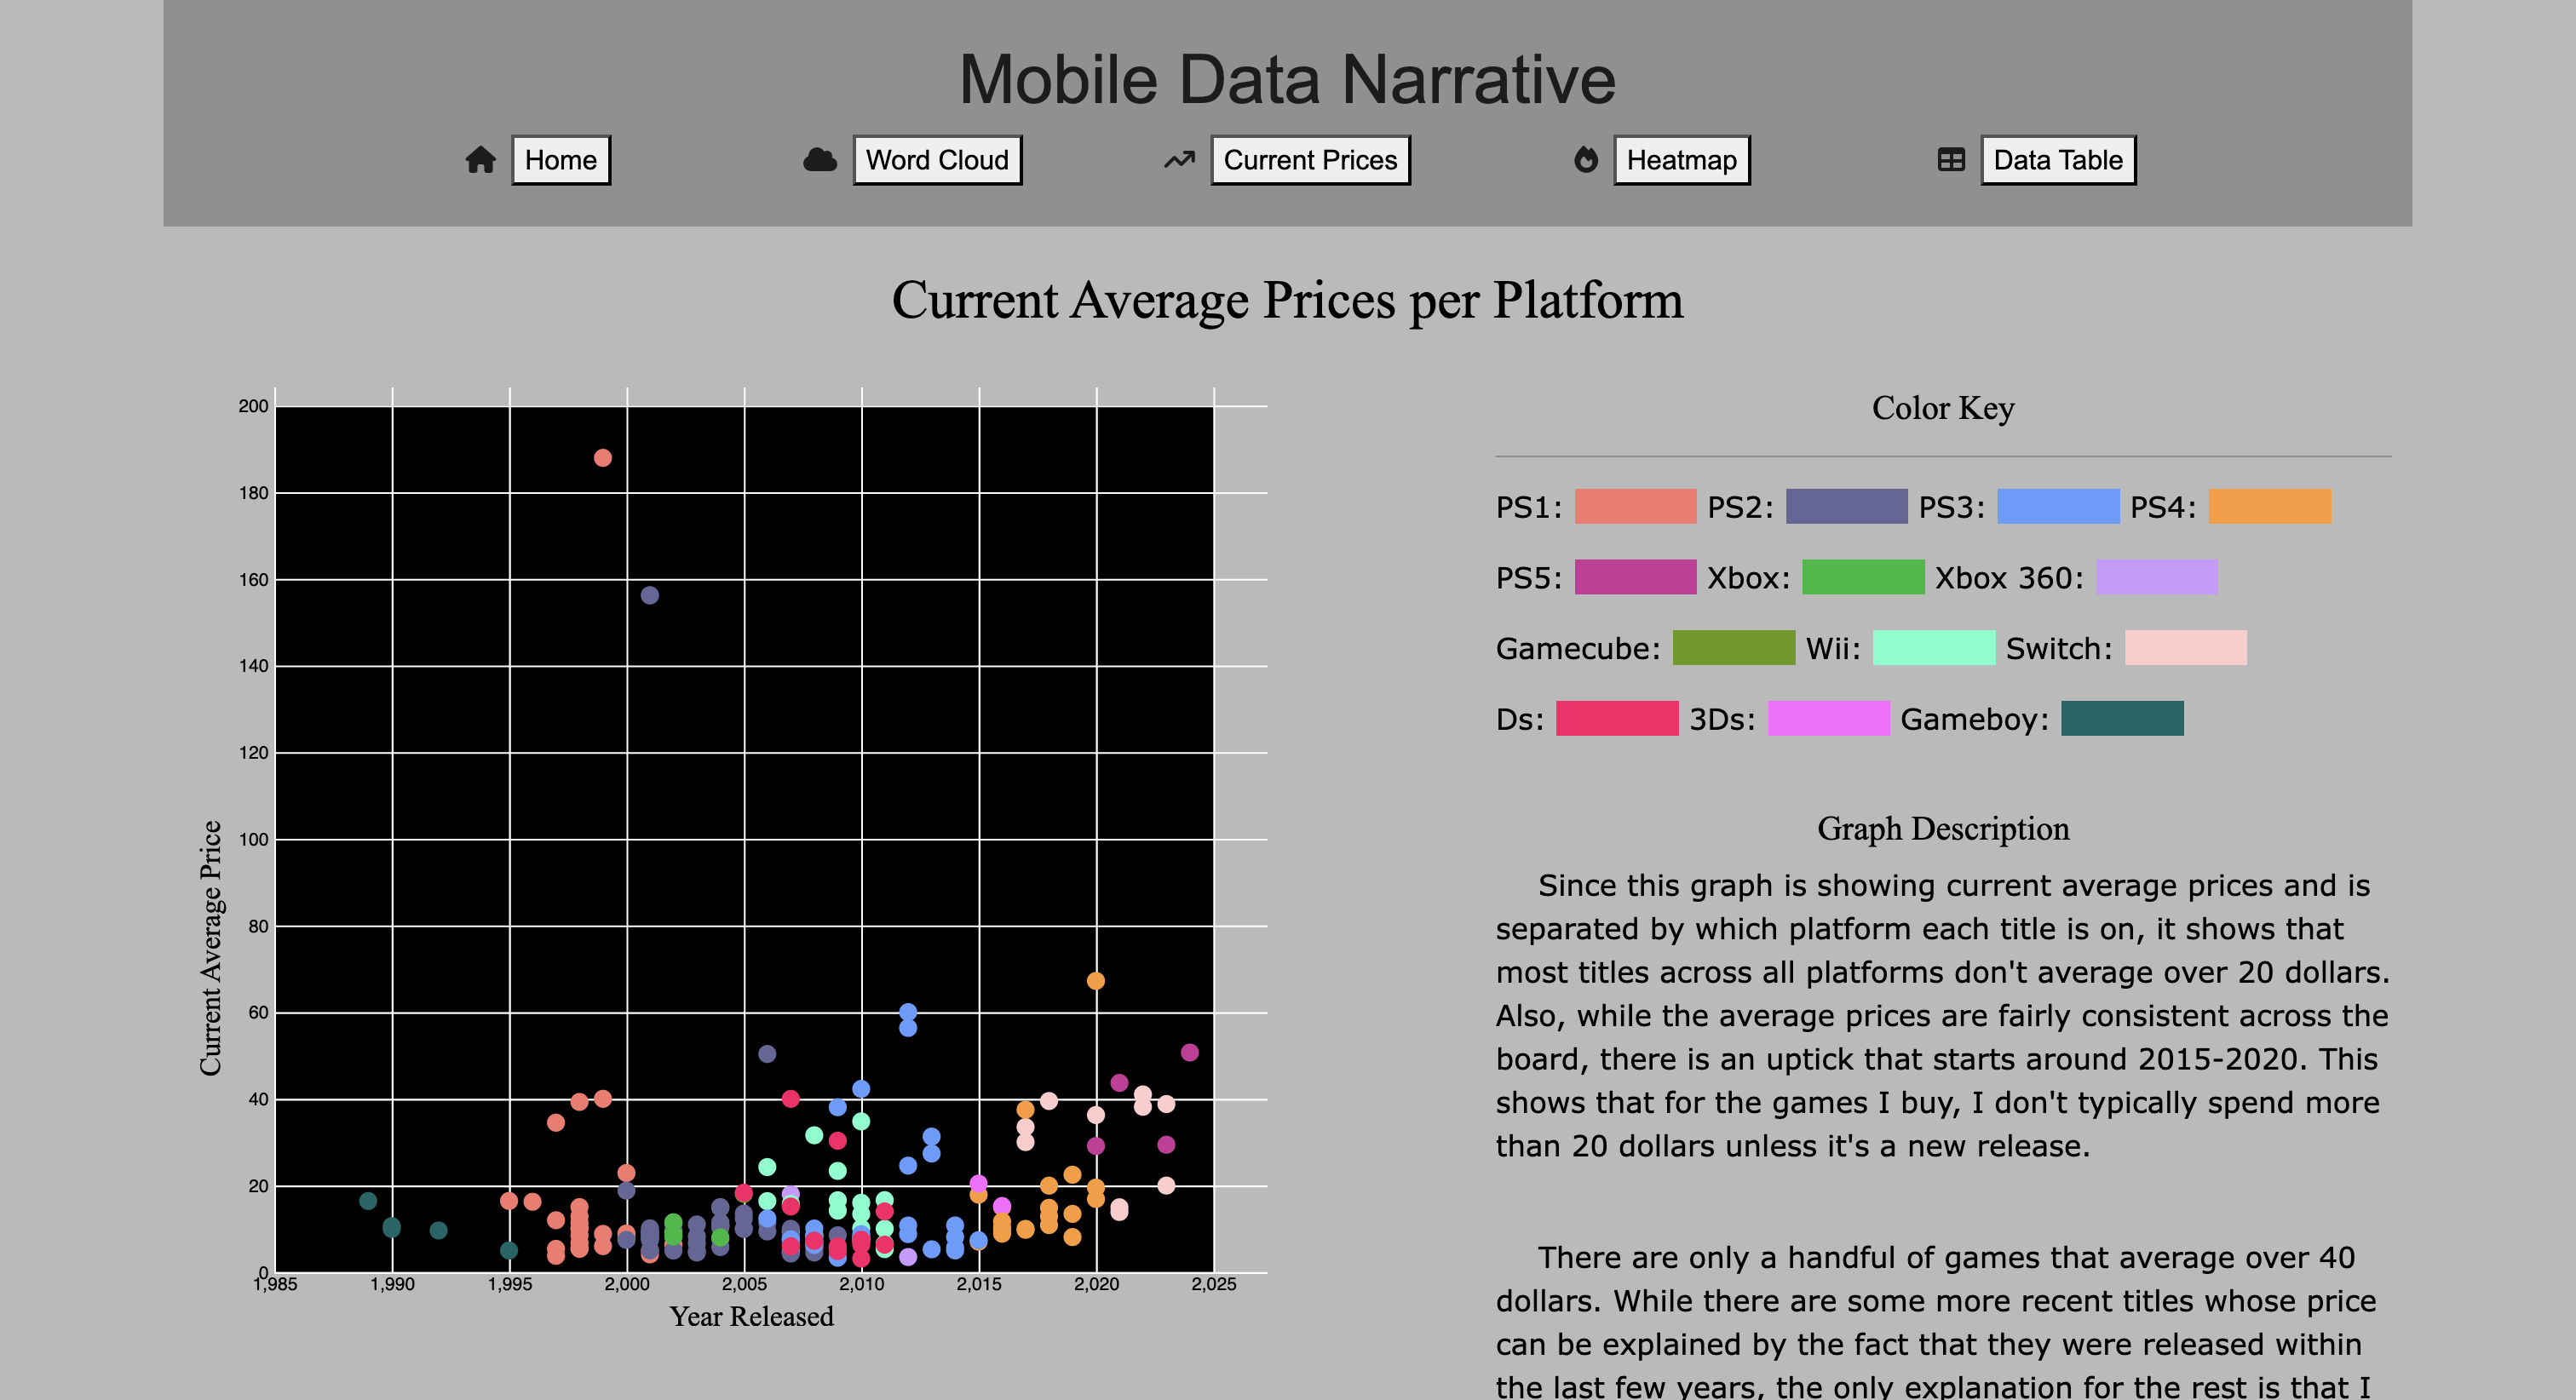 Mobile Data Narrative
Home Word Cloud Current Prices Heatmap Data Table
Current Average Prices per Platform
200
180
160
140
120
100
80
60
40
20
0
Current Average Price
1,985 1,990 1,995 2,000 2,005 2,010 2,015 2,020 2,025
Year Released
Color Key
PS1: PS2: PS3: PS4:
PS5: Xbox: Xbox 360:
Gamecube: Wii: Switch:
Ds: 3Ds: Gameboy:
Graph Description
Since this graph is showing current average prices and is
separated by which platform each title is on, it shows that
most titles across all platforms don't average over 20 dollars.
Also, while the average prices are fairly consistent across the
board, there is an uptick that starts around 2015-2020. This
shows that for the games I buy, I don't typically spend more
than 20 dollars unless it's a new release.
There are only a handful of games that average over 40
dollars. While there are some more recent titles whose price
can be explained by the fact that they were released within
the last few years, the only explanation for the rest is that I